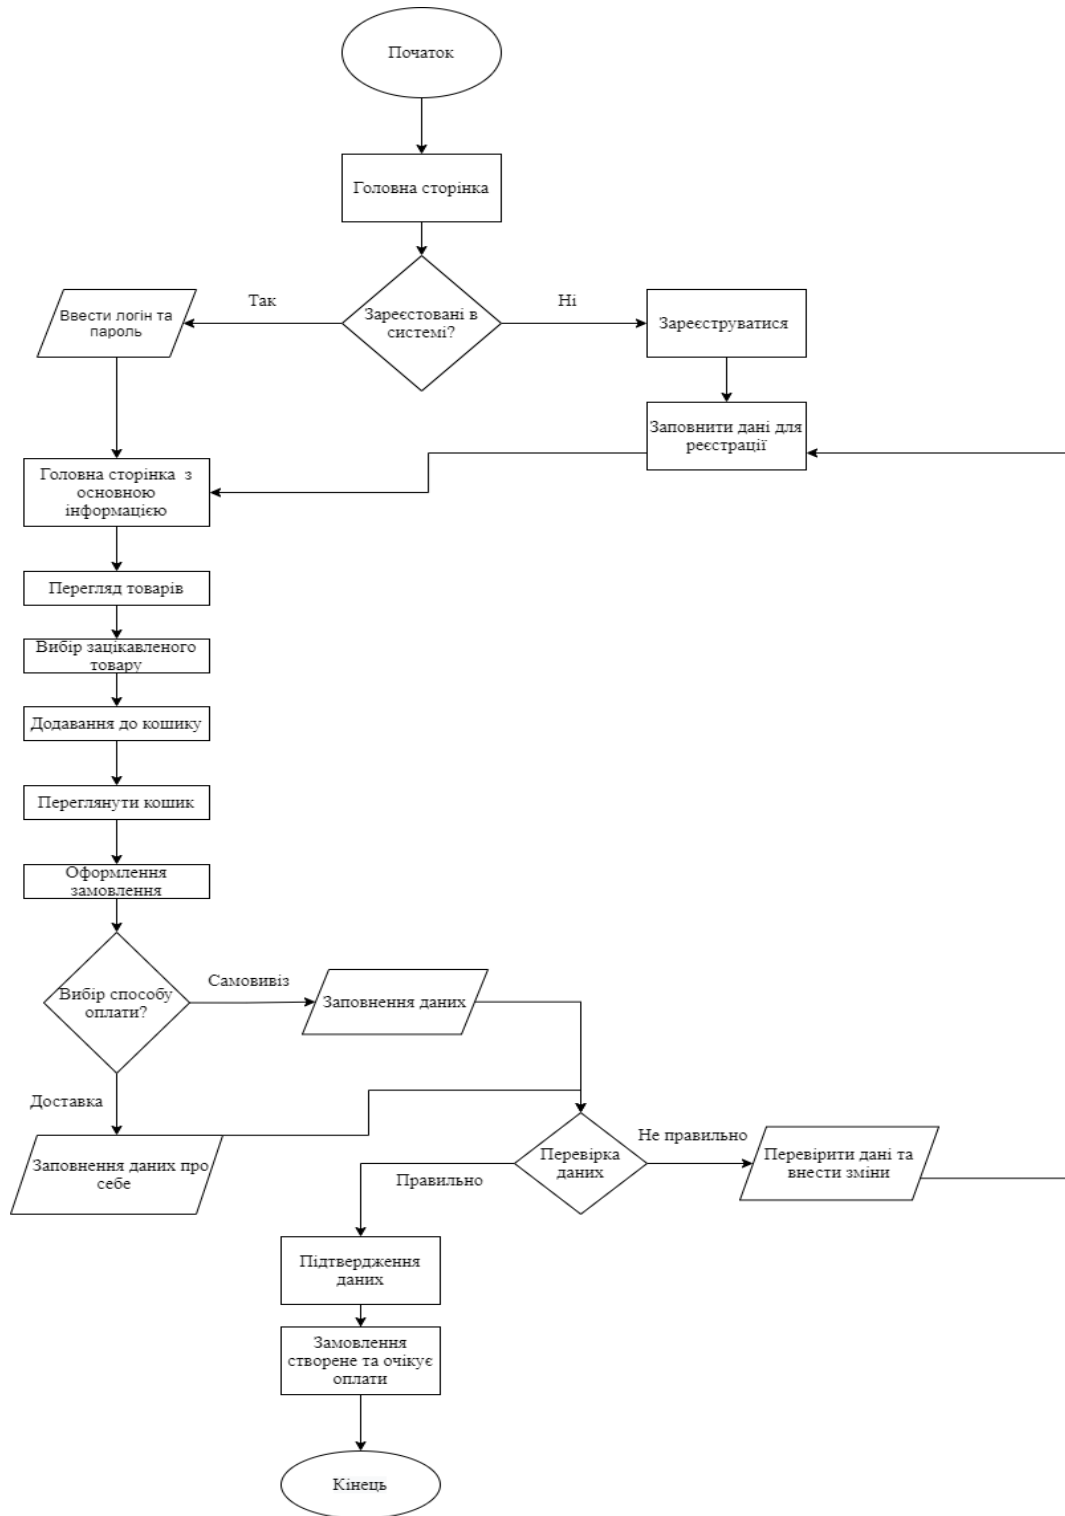 Початок
Головна сторінка
Так
Ні
Ввести логін та
пароль
Зареєстовані в
системі?
Зареєструватися
Заповнити дані для
реєстрації
Головна сторінка з
основною
інформацією
Перегляд товарів
Вибір зацікавленого
товару
Додавання до кошику
Переглянути кошик
Оформлення
замовлення
Вибір способу
оплати?
Самовивіз
Заповнення даних
Доставка
Заповнення даних про
себе
Перевірка
даних
Не правильно
Перевірити дані та
внести зміни
Правильно
Підтвердження
даних
Замовлення
створене та очікує
оплати
Кінець